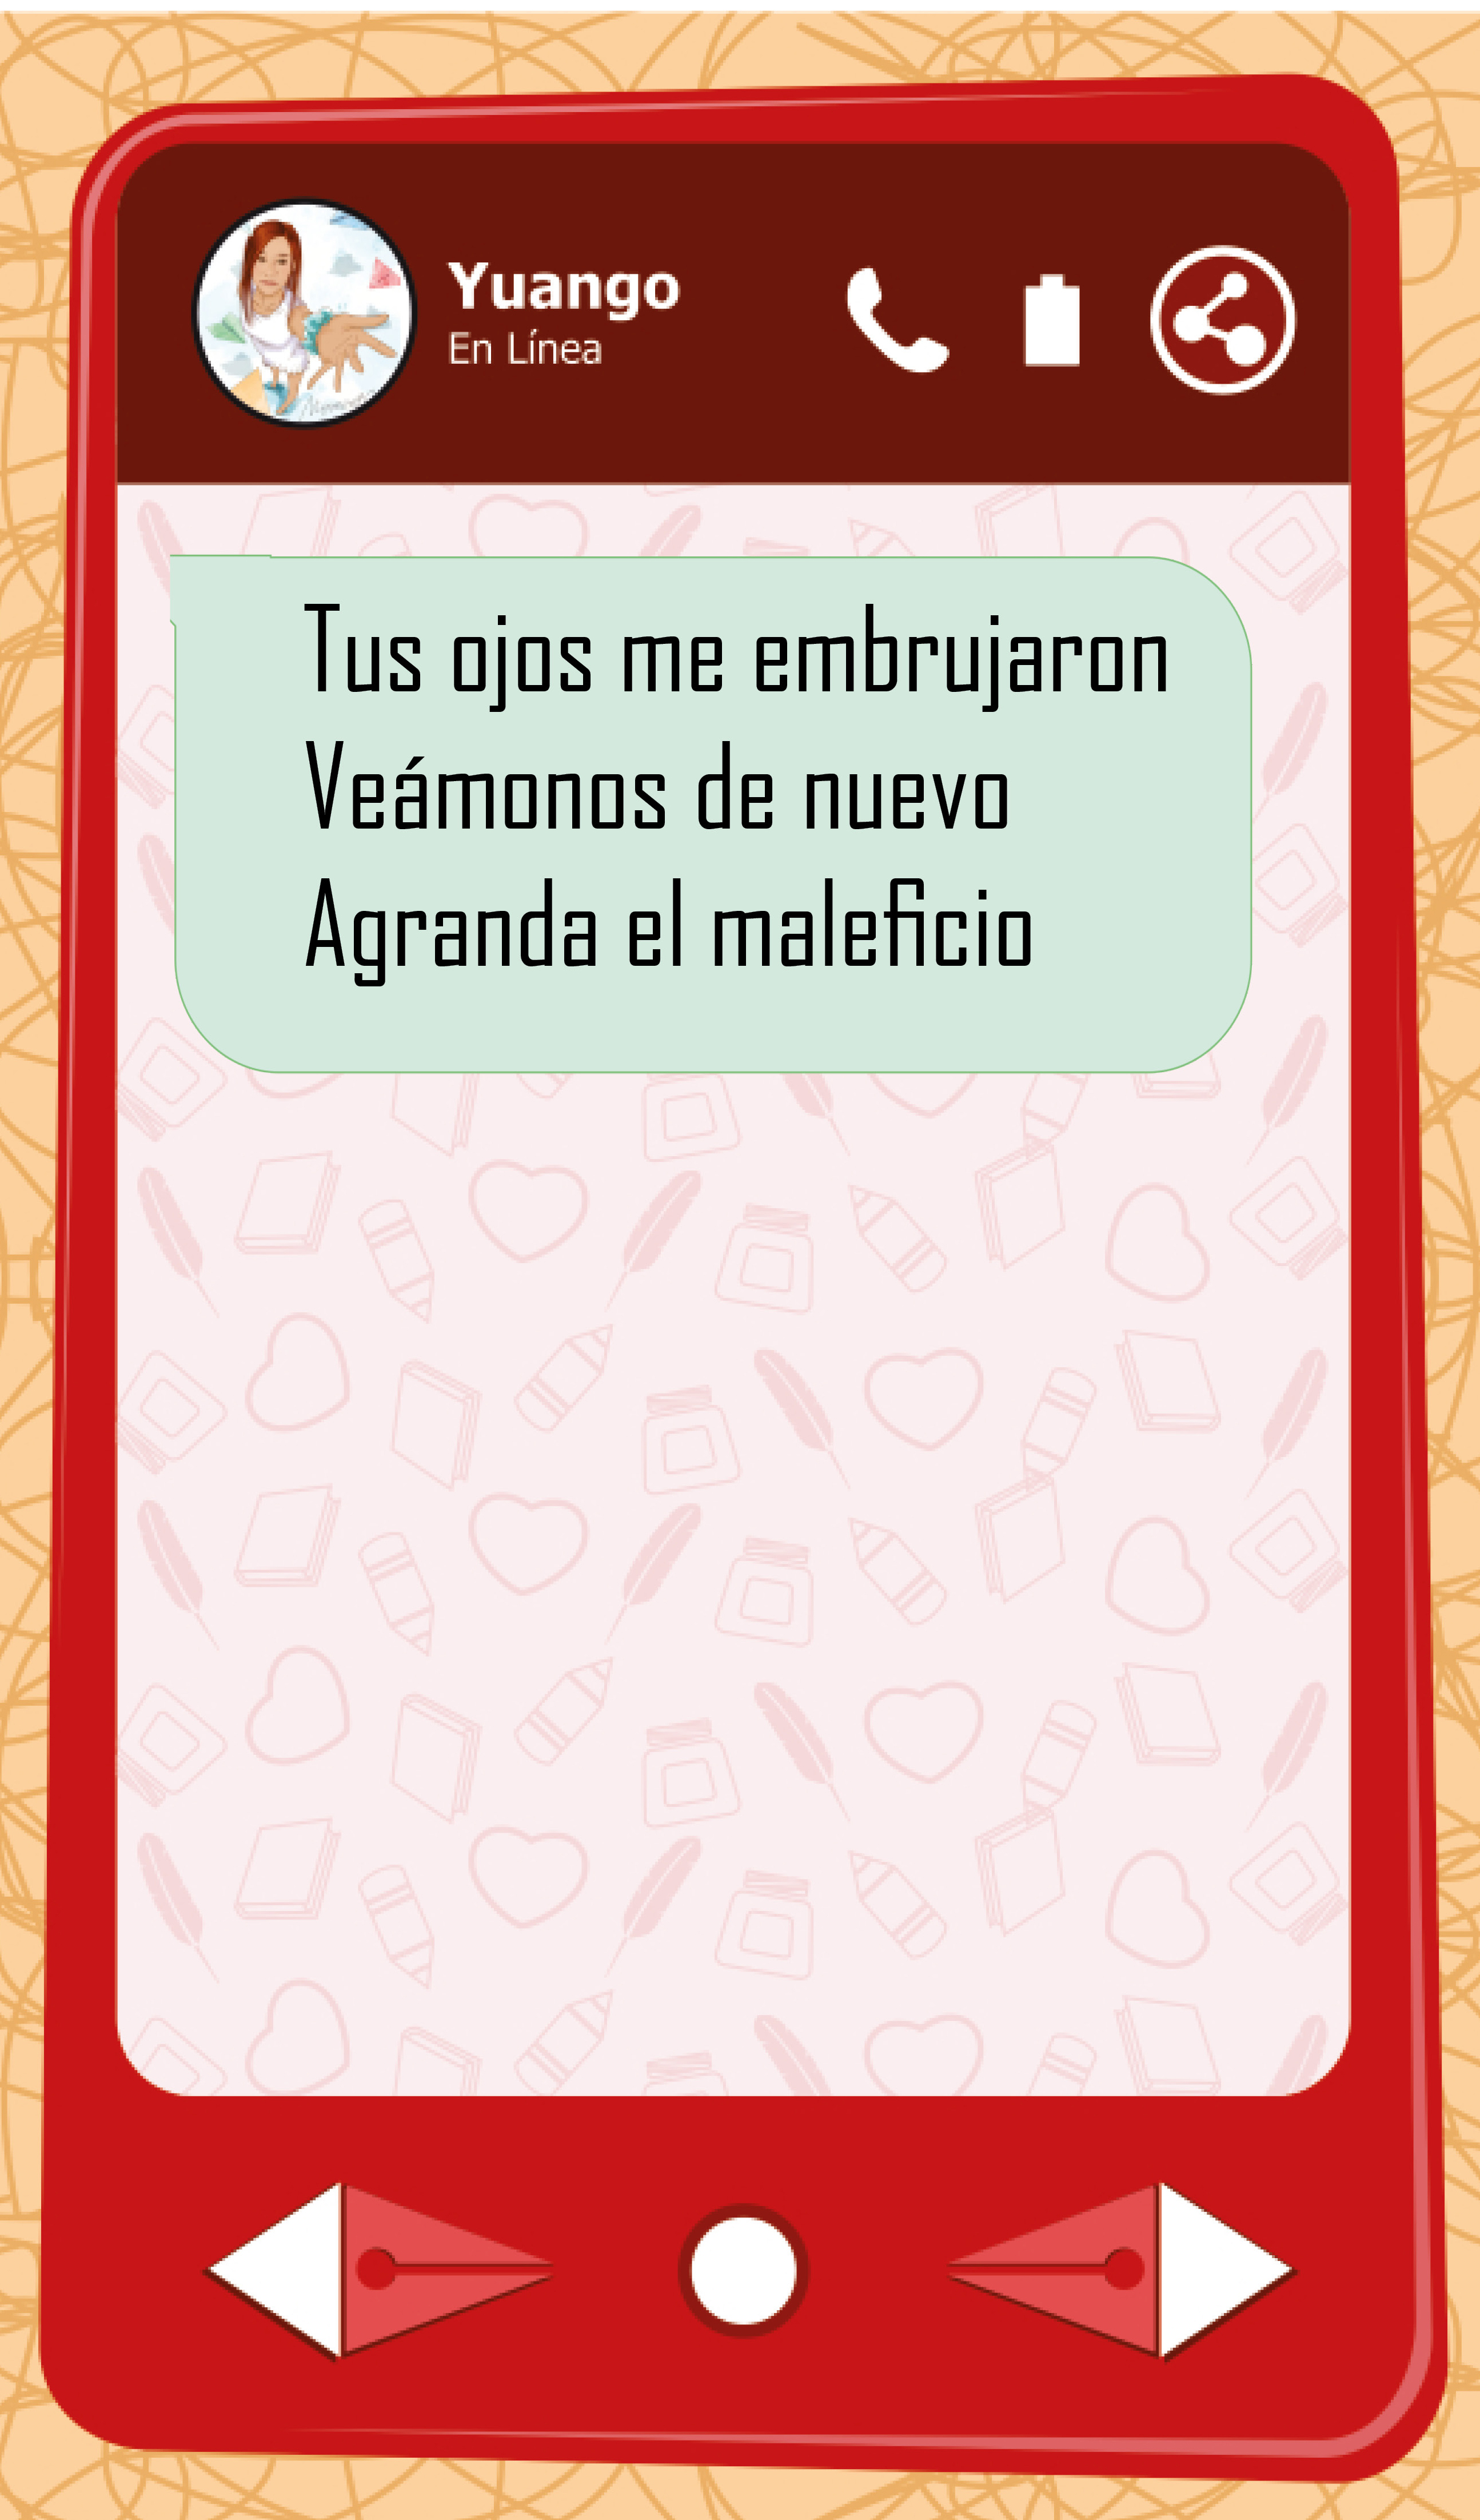 Yuango
En Línea
Tus ojos me embrujaron
Veámonos de nuevo
Agranda el maleficio